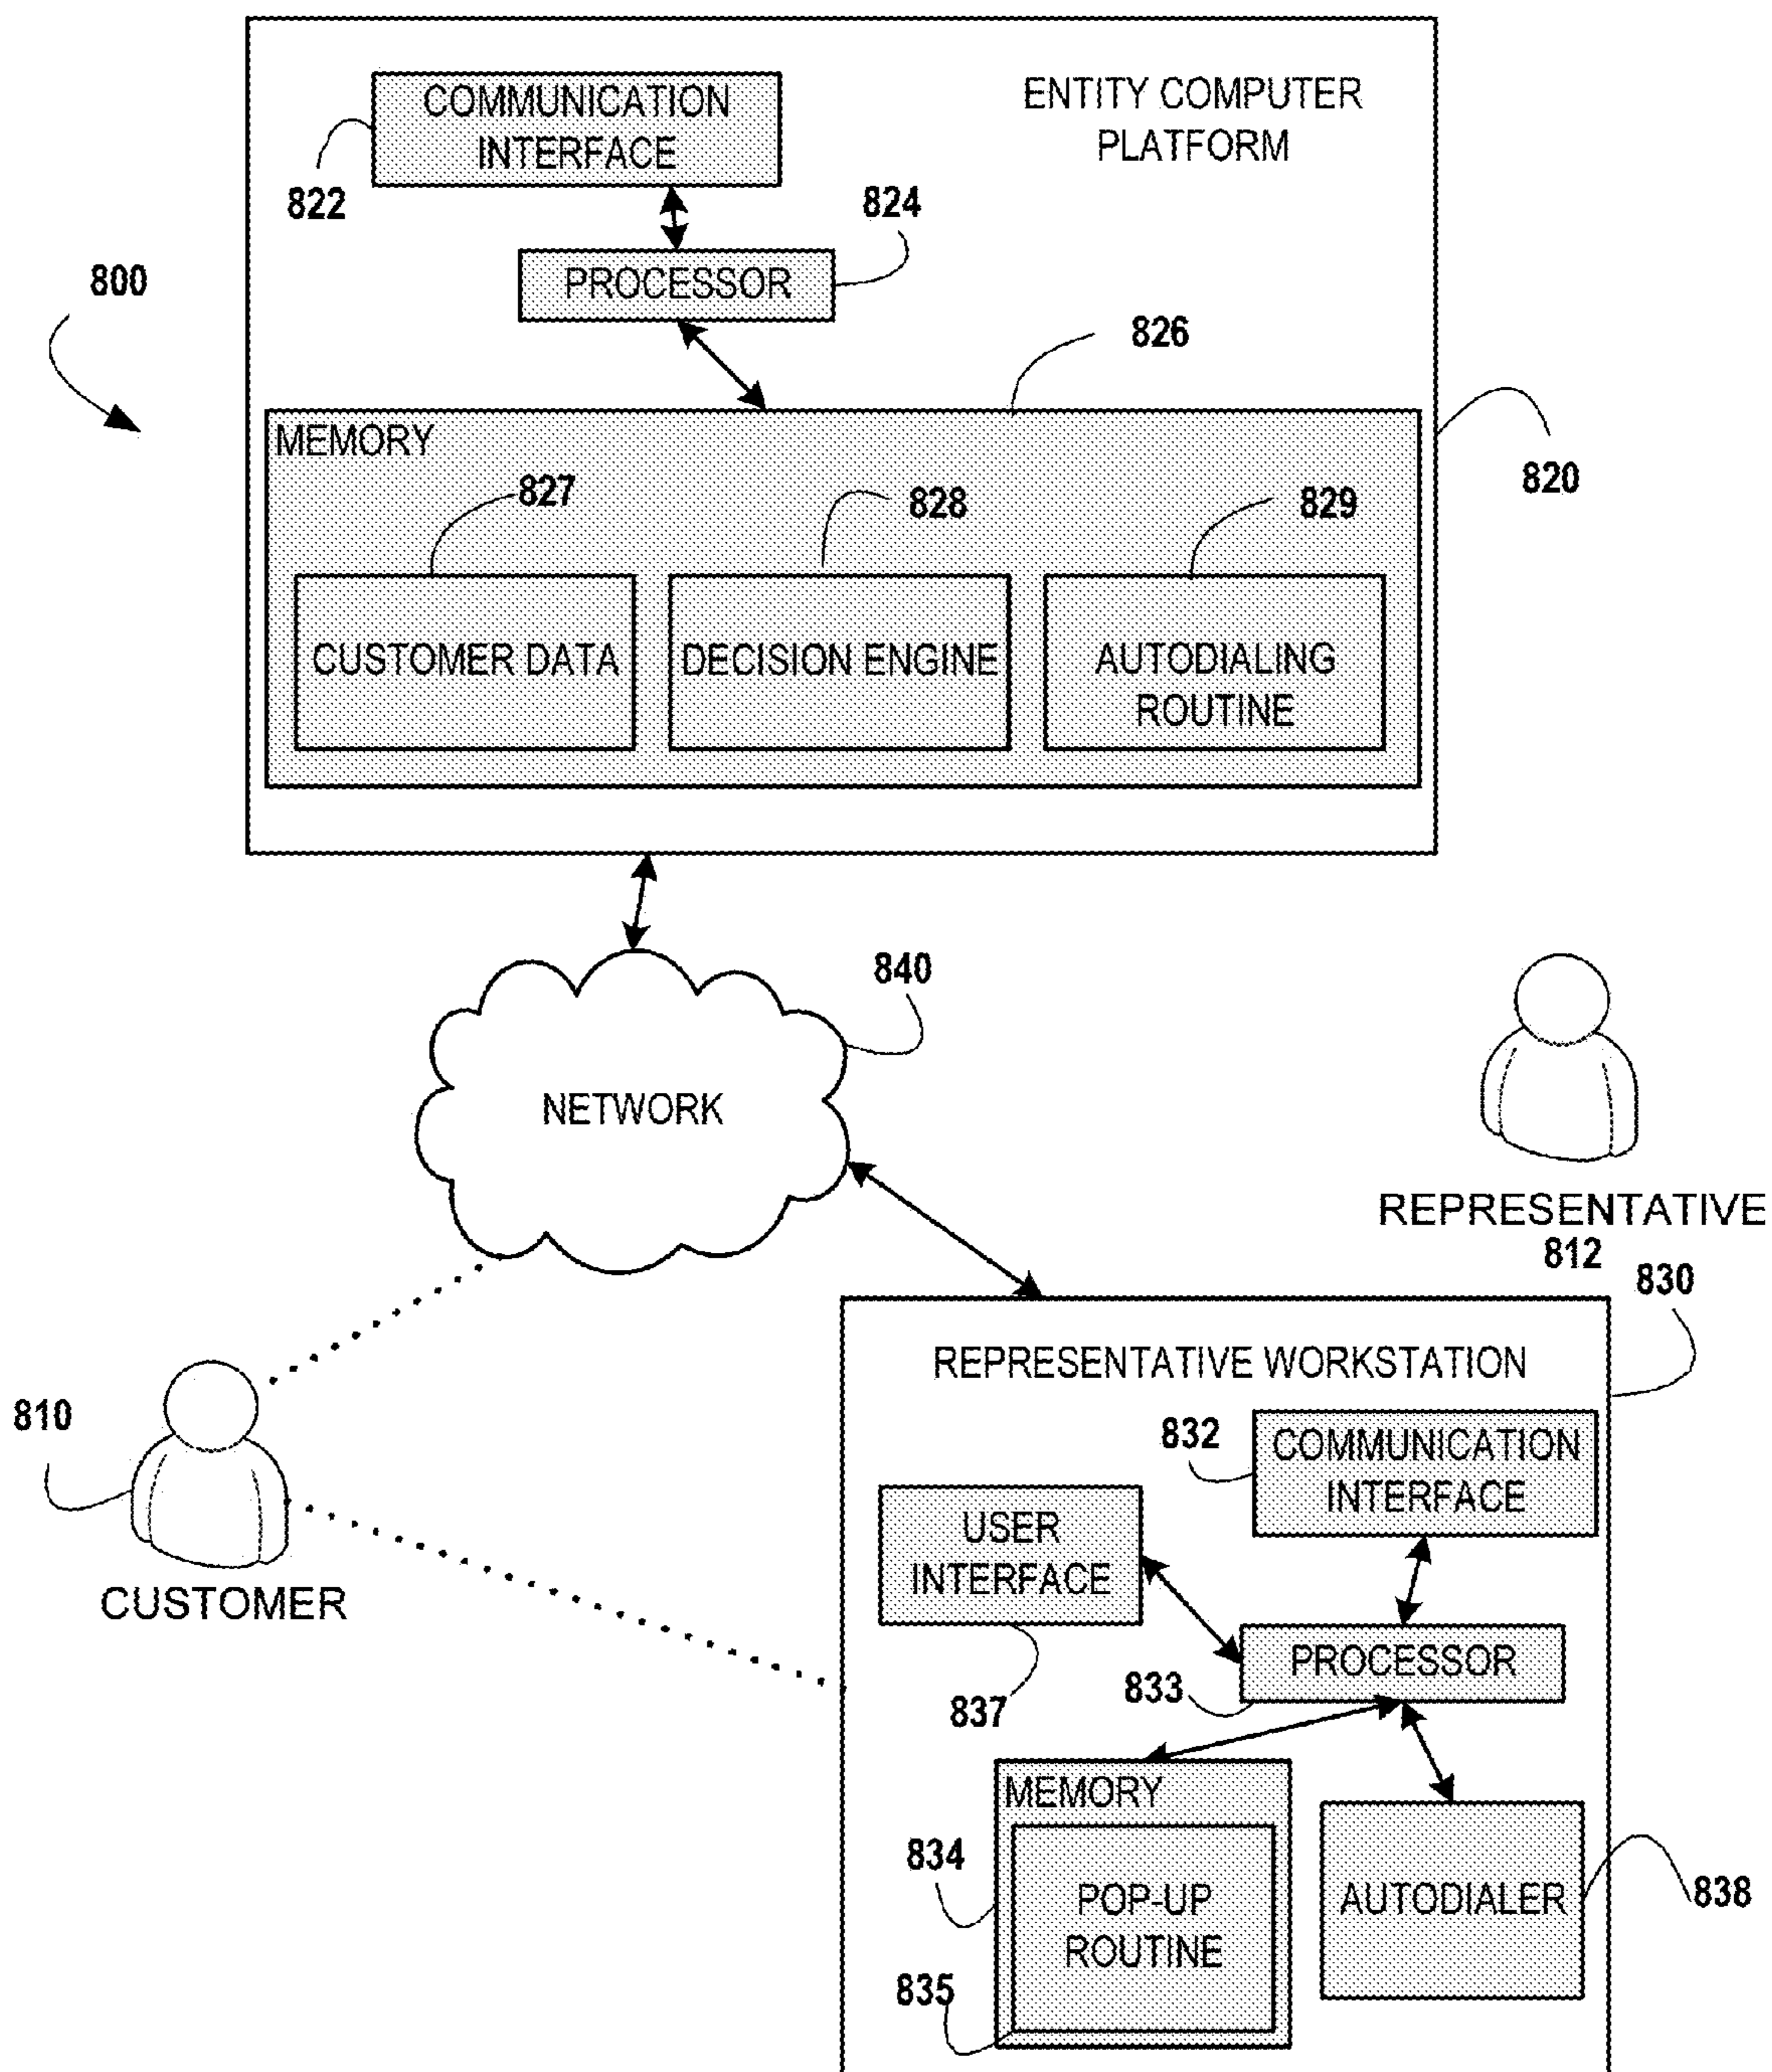 COMMUNICATION
INTERFACE
ENTITY COMPUTER
PLATFORM
822
824
PROCESSOR
800
826
MEMORY
820
827
828
829
CUSTOMER DATA
DECISION ENGINE
AUTODIALING
ROUTINE
840
NETWORK
REPRESENTATIVE
812
830
REPRESENTATIVE WORKSTATION
810
832
COMMUNICATION
INTERFACE
USER
INTERFACE
CUSTOMER
PROCESSOR
833
837
MEMORY
834
POP-UP
ROUTINE
AUTODIALER
838
835